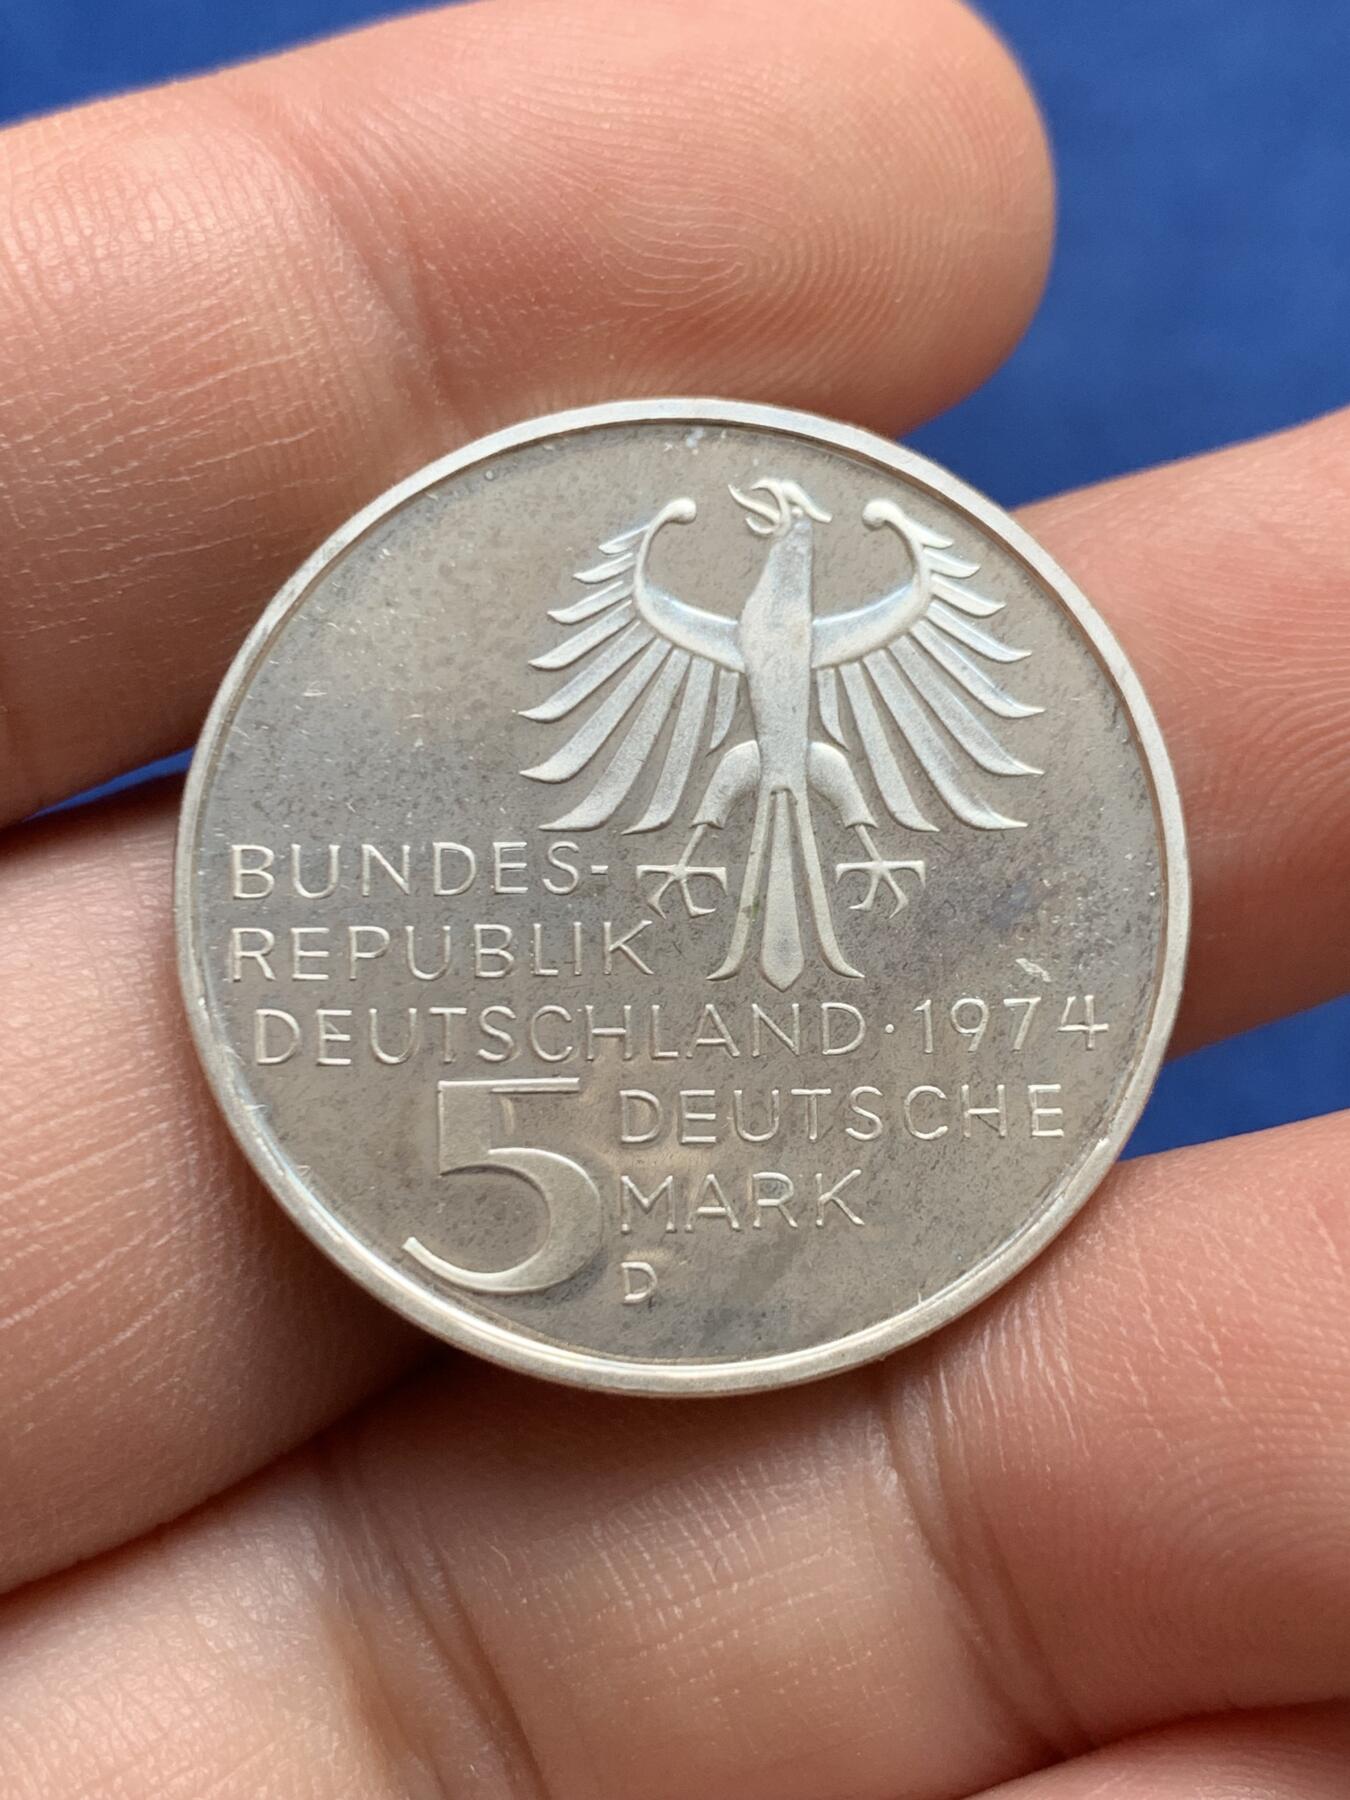 BUNDES-
REPUBLIK
DEUTSCHLAND · 1974
5 DEUTSCHE
MARK
D